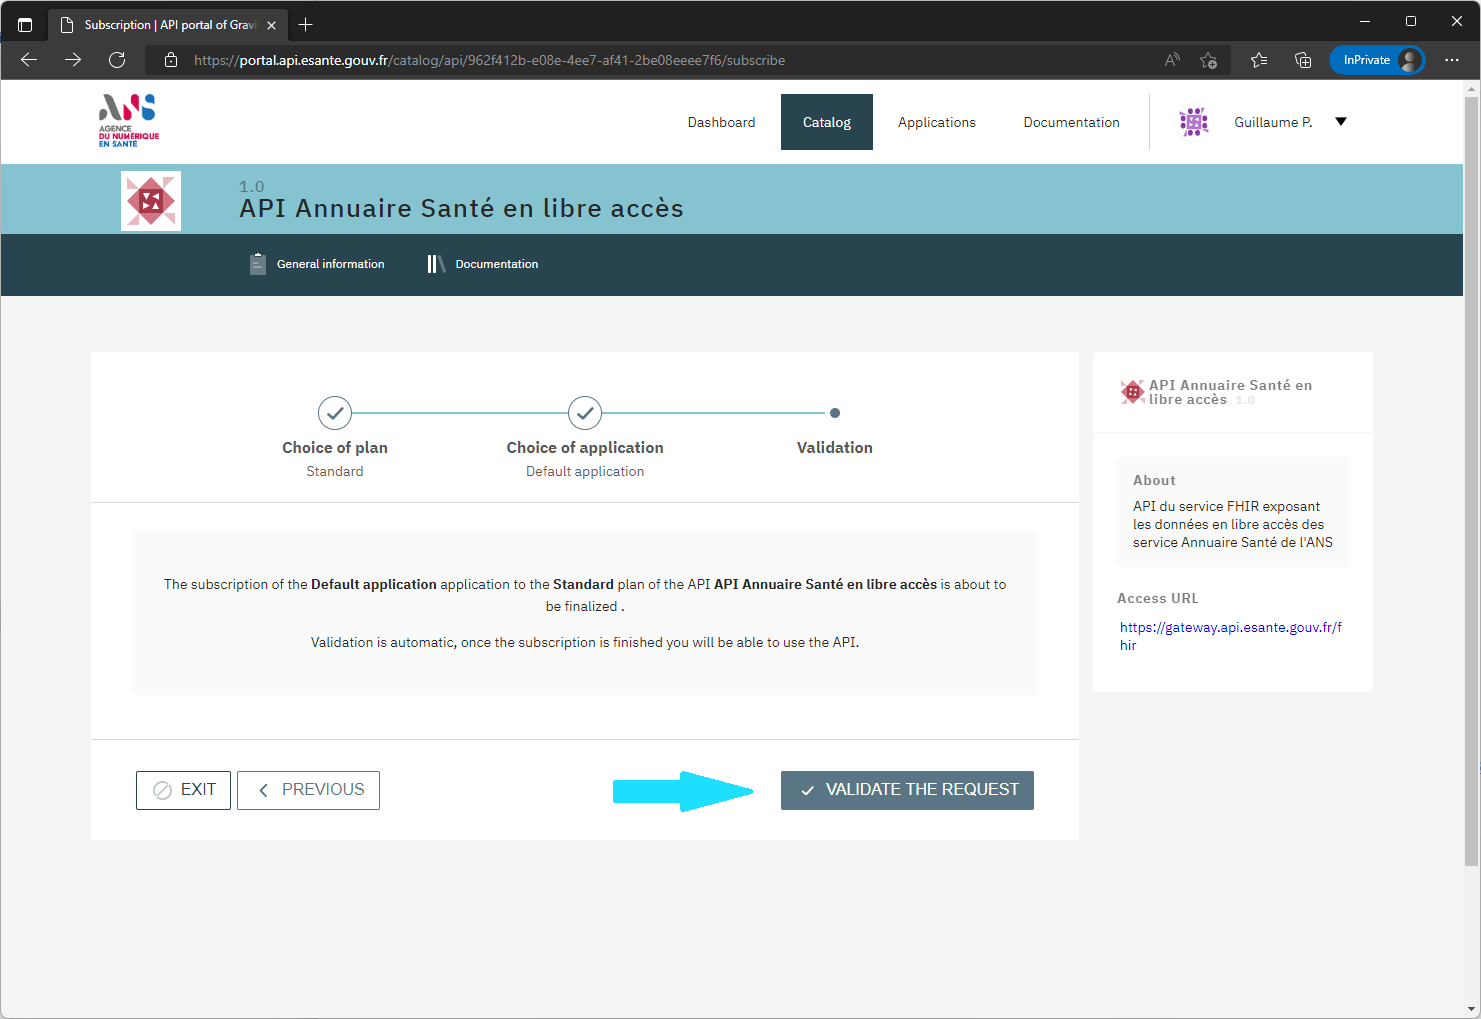 Subscription | API portal of Gravi
https://portal.api.esante.gouv.fr/catalog/api/962f412b-e08e-4ee7-af41-2be08eeee7f6/subscribe
InPrivate
ANS
AGENCE
DU NUMÉRIQUE
EN SANTÉ
Dashboard
Catalog
Applications
Documentation
Guillaume P.
1.0
API Annuaire Santé en libre accès
General information
Documentation
Choice of plan
Standard
Choice of application
Default application
Validation
The subscription of the Default application application to the Standard plan of the API API Annuaire Santé en libre accès is about to
be finalized .
Validation is automatic, once the subscription is finished you will be able to use the API.
EXIT
PREVIOUS
VALIDATE THE REQUEST
API Annuaire Santé en
libre accès 1.0
About
API du service FHIR exposant
les données en libre accès des
service Annuaire Santé de l'ANS
Access URL
https://gateway.api.esante.gouv.fr/f
hir